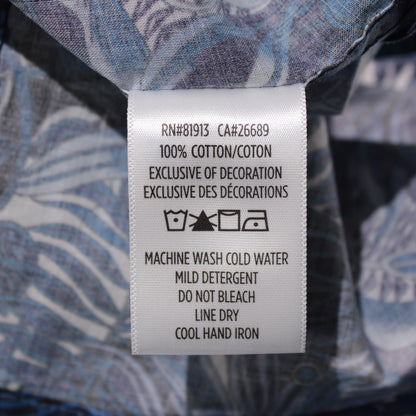 RN#81913 CA#26689
100% COTTON/COTON
EXCLUSIVE OF DECORATION
EXCLUSIVE DES DÉCORATIONS
MACHINE WASH COLD WATER
MILD DETERGENT
DO NOT BLEACH
LINE DRY
COOL HAND IRON